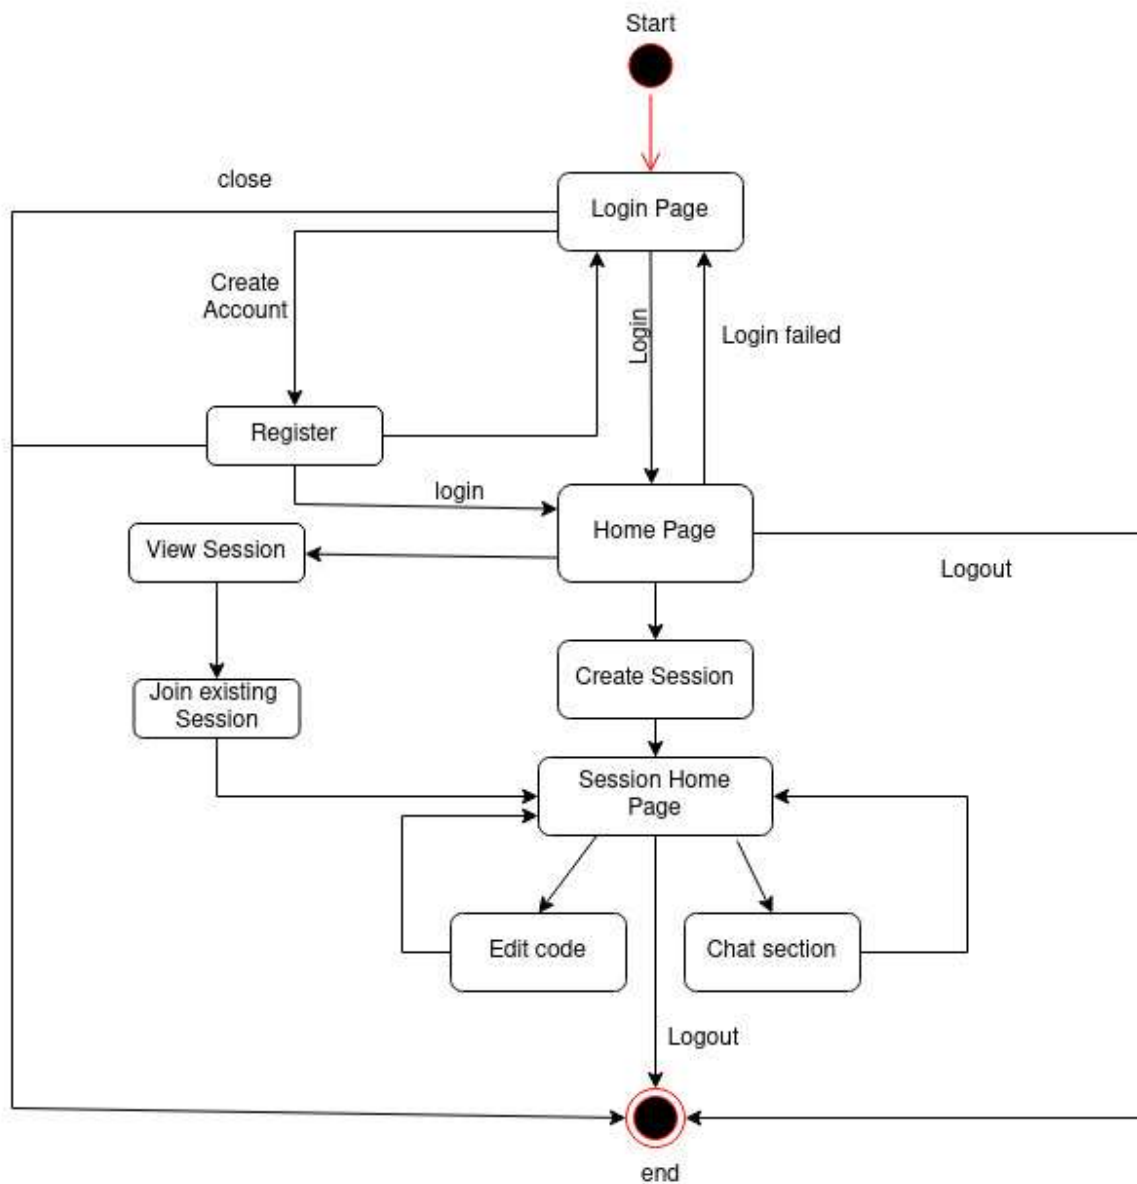 Start
close
Login Page
Create
Account
Login
Login failed
Register
login
Home Page
View Session
Logout
Create Session
Join existing
Session
Session Home
Page
Edit code
Chat section
Logout
end